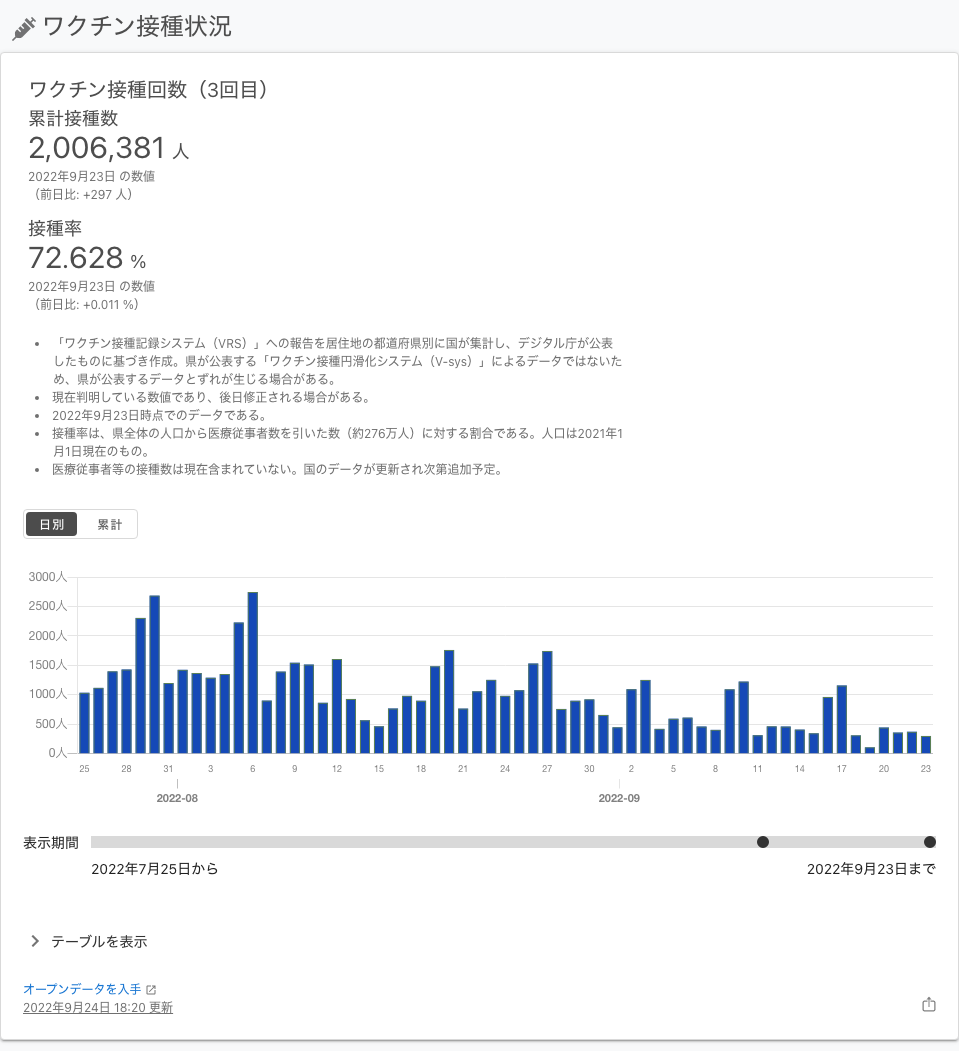 ワクチン接種状況
ワクチン接種回数（3回目）
累計接種数
2,006,381 人
2022年9月23日 の数値
（前日比: +297 人）
接種率
72.628 %
2022年9月23日 の数値
（前日比: +0.011 %）
• 「ワクチン接種記録システム（VRS）」への報告を居住地の都道府県別に国が集計し、デジタル庁が公表
したものに基づき作成。県が公表する「ワクチン接種円滑化システム（V-sys）」によるデータではないた
め、県が公表するデータとずれが生じる場合がある。
• 現在判明している数値であり、後日修正される場合がある。
• 2022年9月23日時点でのデータである。
• 接種率は、県全体の人口から医療従事者数を引いた数（約276万人）に対する割合である。人口は2021年1
月1日現在のもの。
• 医療従事者等の接種数は現在含まれていない。国のデータが更新され次第追加予定。
日別 累計
3000人
2500人
2000人
1500人
1000人
500人
0人
25 28 31 3 6 9 12 15 18 21 24 27 30 2 5 8 11 14 17 20 23
2022-08 2022-09
表示期間
2022年7月25日から 2022年9月23日まで
テーブルを表示
オープンデータを入手
2022年9月24日 18:20 更新